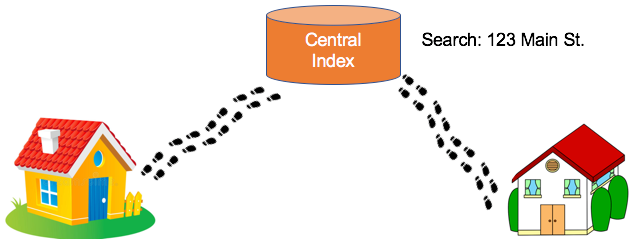 Central
Index
Search: 123 Main St.